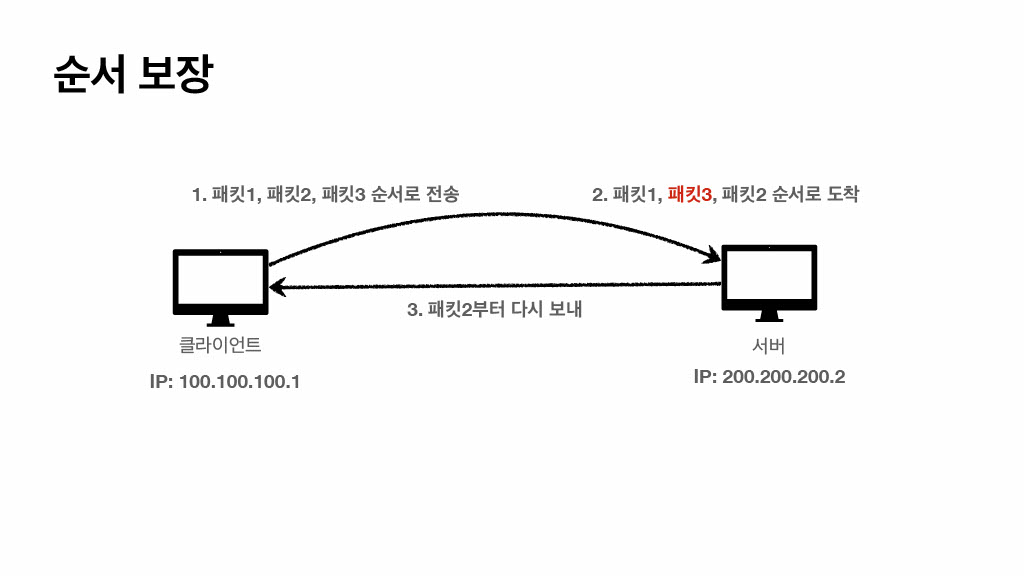 순서 보장
1. 패킷1, 패킷2, 패킷3 순서로 전송
2. 패킷1, 패킷3, 패킷2 순서로 도착
3. 패킷2부터 다시 보내
클라이언트
서버
IP: 100.100.100.1
IP: 200.200.200.2